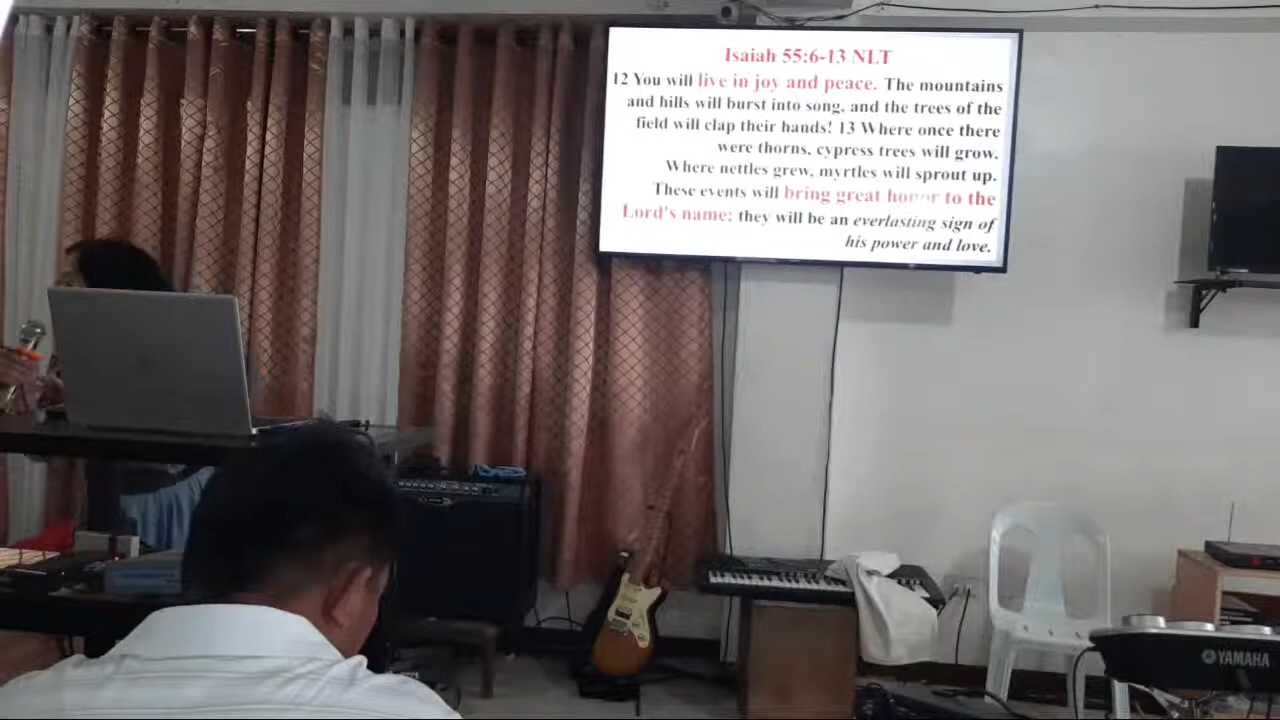 Isaiah 55:6-13 NLT
12 You will live in joy and peace. The mountains
and hills will burst into song, and the trees of the
field will clap their hands! 13 Where once there
were thorns, cypress trees will grow.
Where nettles grew, myrtles will sprout up.
These events will bring great honor to the
Lord's name; they will be an everlasting sign of
his power and love.
YAMAHA